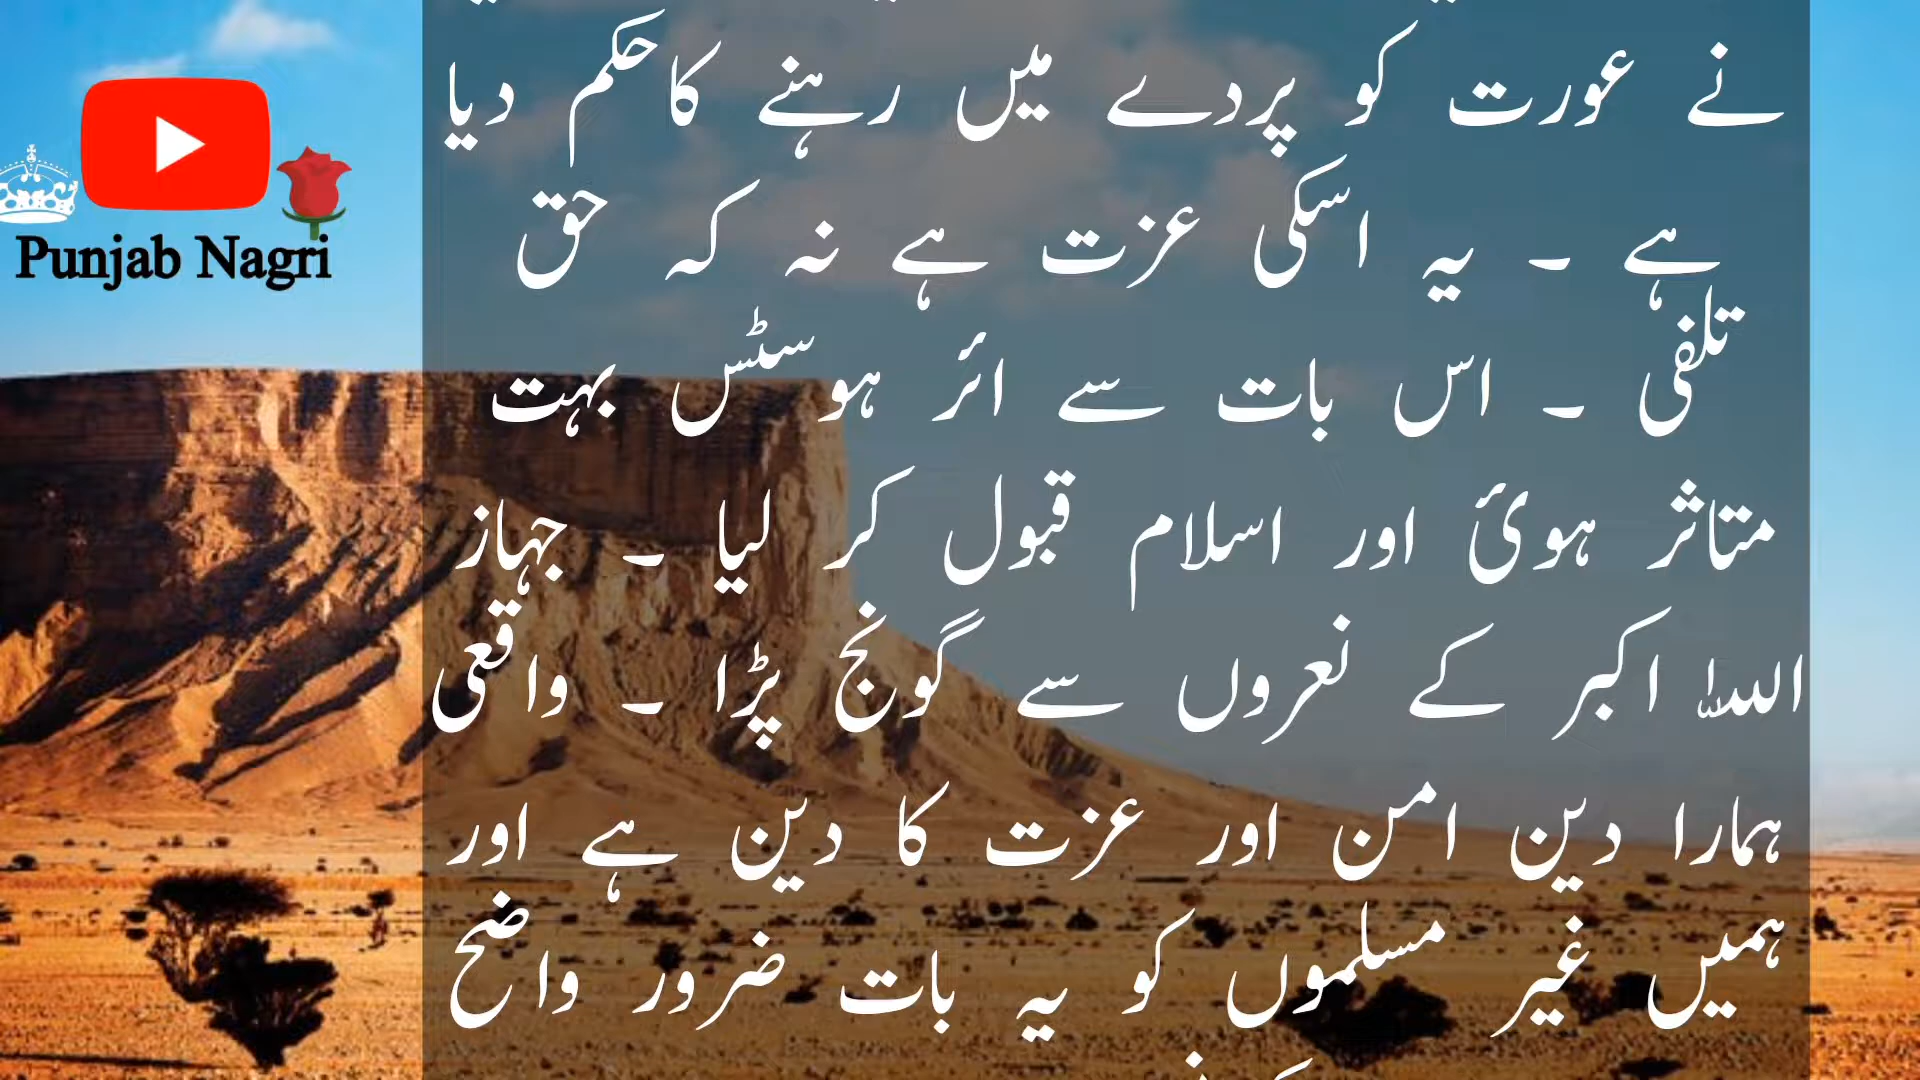 Punjab Nagri
نے عورت کو پردے میں رہنے کا حکم دیا
ہے ۔ یہ اسکی عزت ہے نہ کہ حق
تلفی ۔ اس بات سے ائر ہوسٹس بہت
متاثر ہوئ اور اسلام قبول کر لیا ۔ جہاز
اللہ اکبر کے نعروں سے گونج پڑا ۔ واقعی
ہمارا دین امن اور عزت کا دین ہے اور
ہمیں غیر مسلموں کو یہ بات ضرور واضح